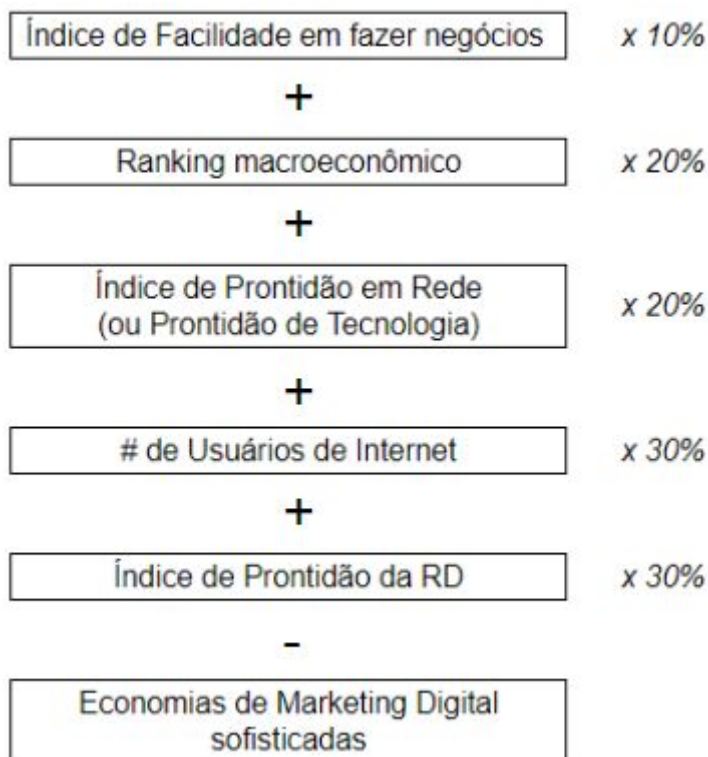 Índice de Facilidade em fazer negócios x 10%
+
Ranking macroeconômico x 20%
+
Índice de Prontidão em Rede
(ou Prontidão de Tecnologia) x 20%
+
# de Usuários de Internet x 30%
+
Índice de Prontidão da RD x 30%
-
Economias de Marketing Digital
sofisticadas